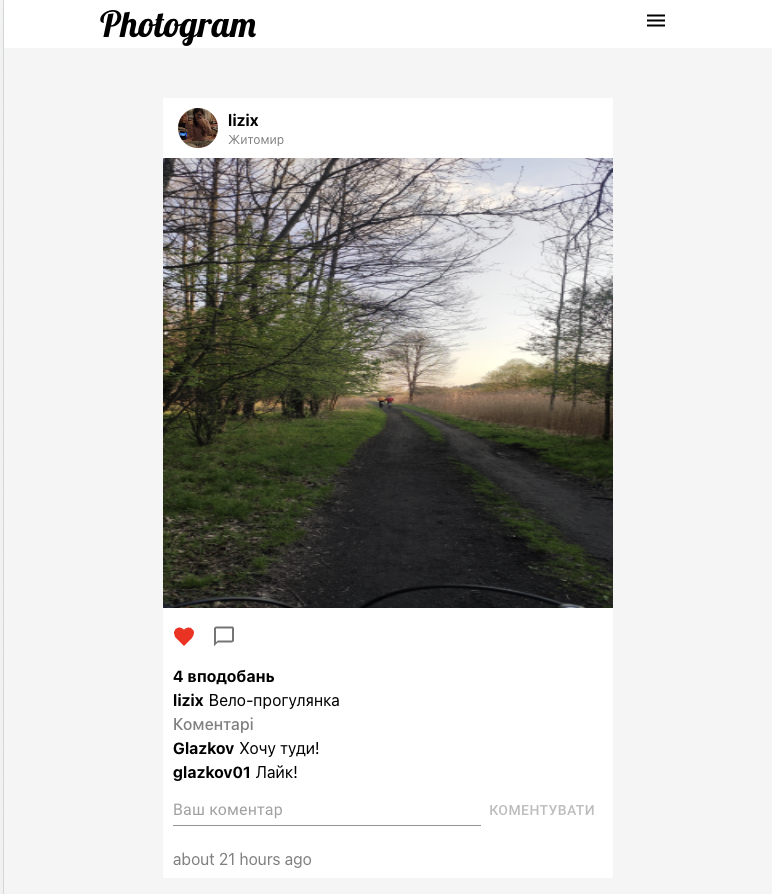 Photogram
lizix
Житомир
4 вподобань
lizix Вело-прогулянка
Коментарі
Glazkov Хочу туди!
glazkov01 Лайк!
Ваш коментар
КОМЕНТУВАТИ
about 21 hours ago